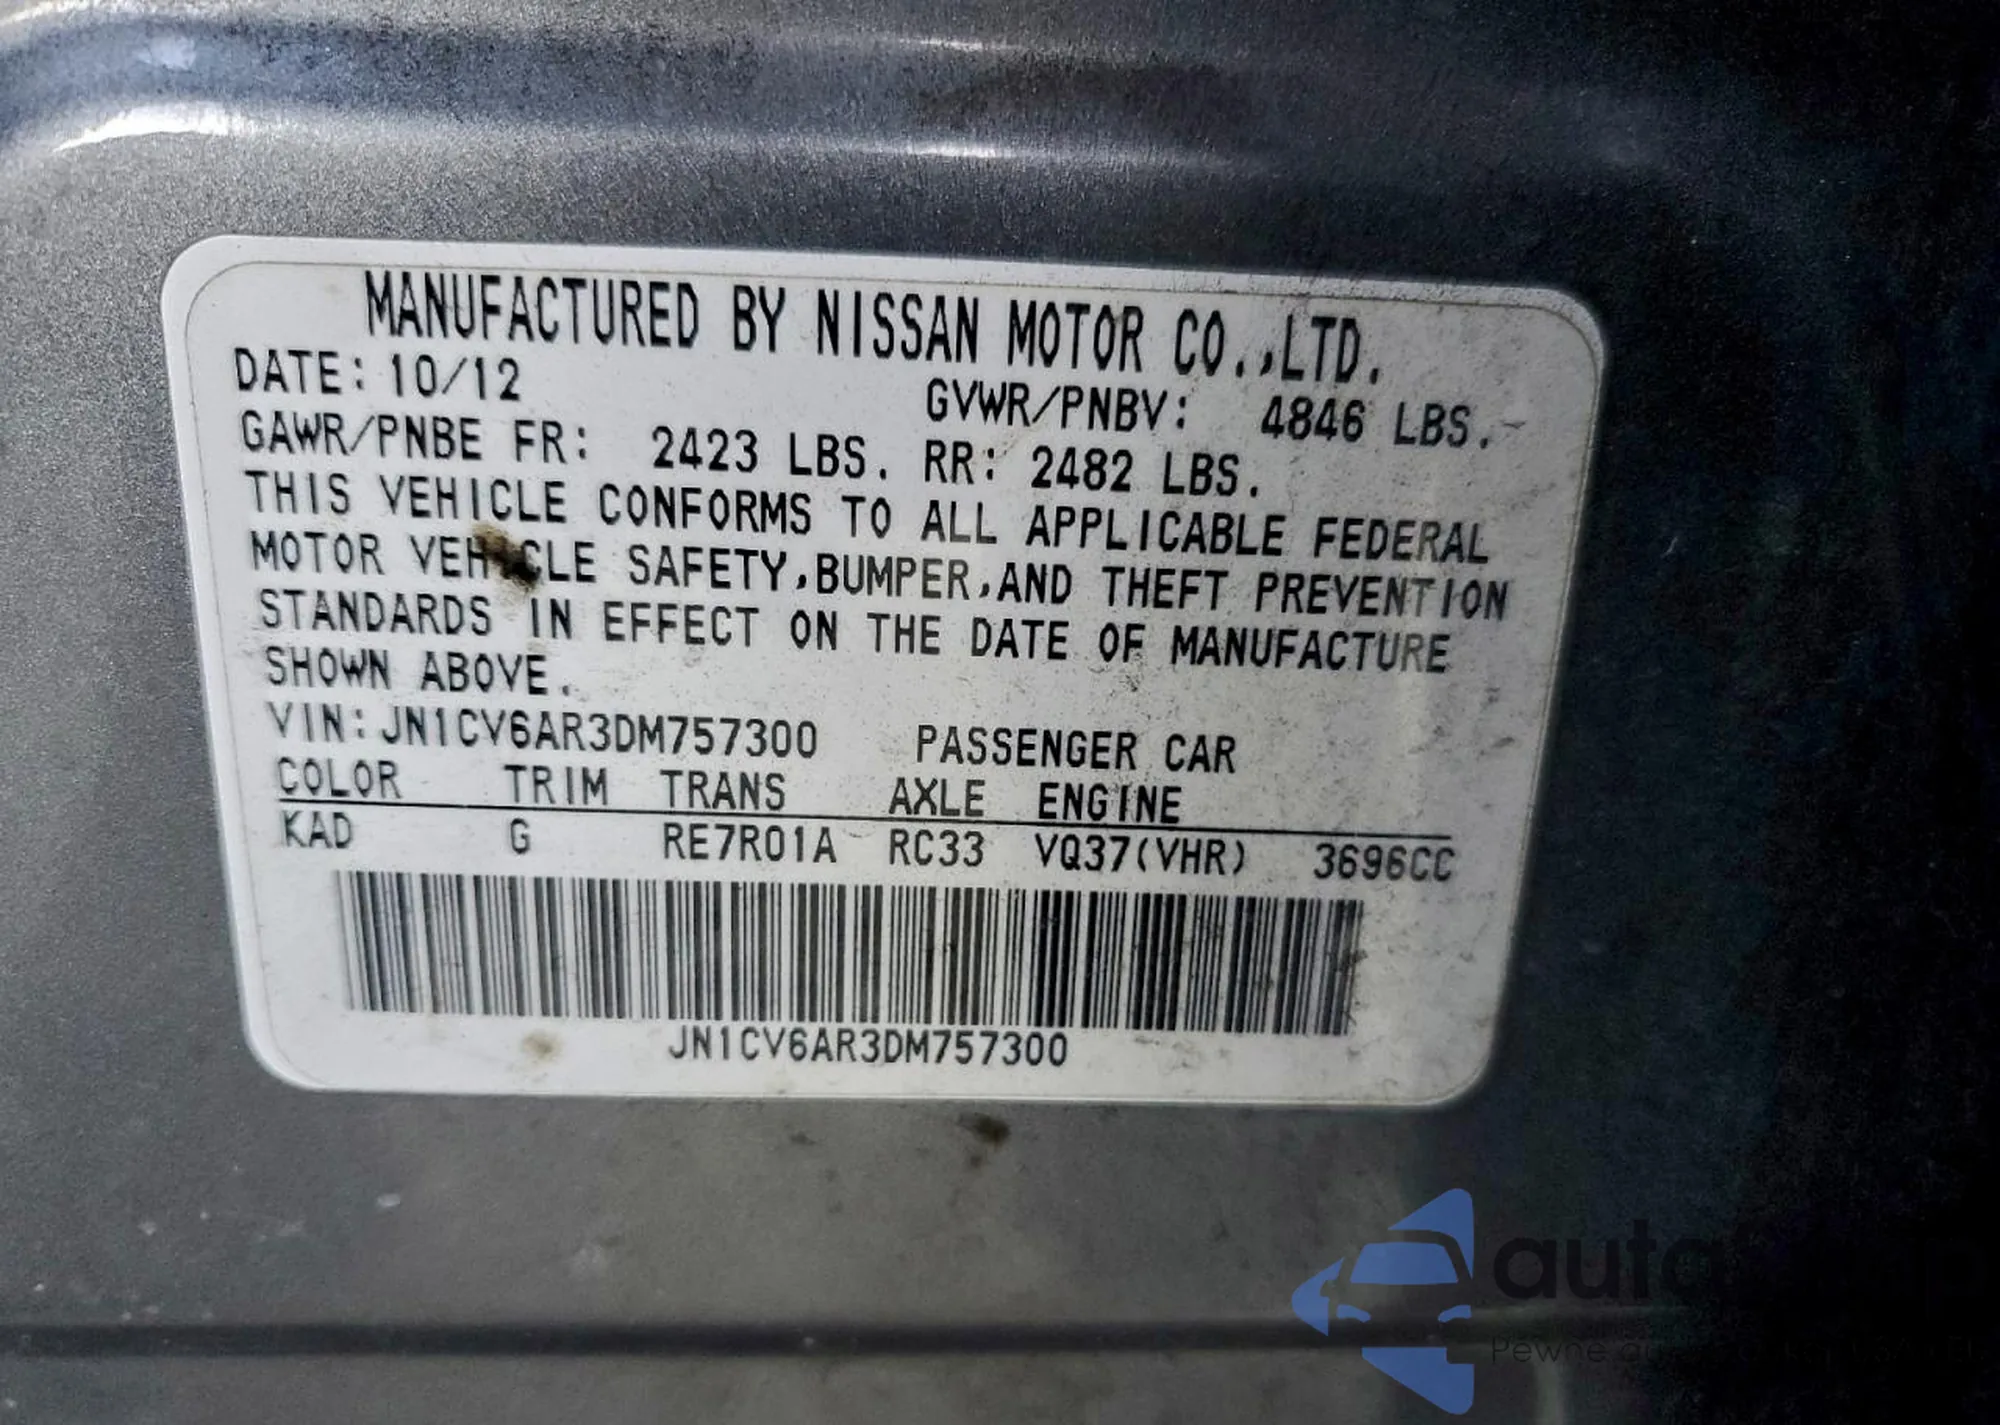 MANUFACTURED BY NISSAN MOTOR CO.,LTD.
DATE: 10/12 GVWR/PNBV: 4846 LBS.
GAWR/PNBE FR: 2423 LBS. RR: 2482 LBS.
THIS VEHICLE CONFORMS TO ALL APPLICABLE FEDERAL
MOTOR VEHICLE SAFETY,BUMPER,AND THEFT PREVENTION
STANDARDS IN EFFECT ON THE DATE OF MANUFACTURE
SHOWN ABOVE.
VIN: JN1CV6AR3DM757300 PASSENGER CAR
COLOR TRIM TRANS AXLE ENGINE
KAD G RE7R01A RC33 VQ37(VHR) 3696CC
JN1CV6AR3DM757300
Pewne